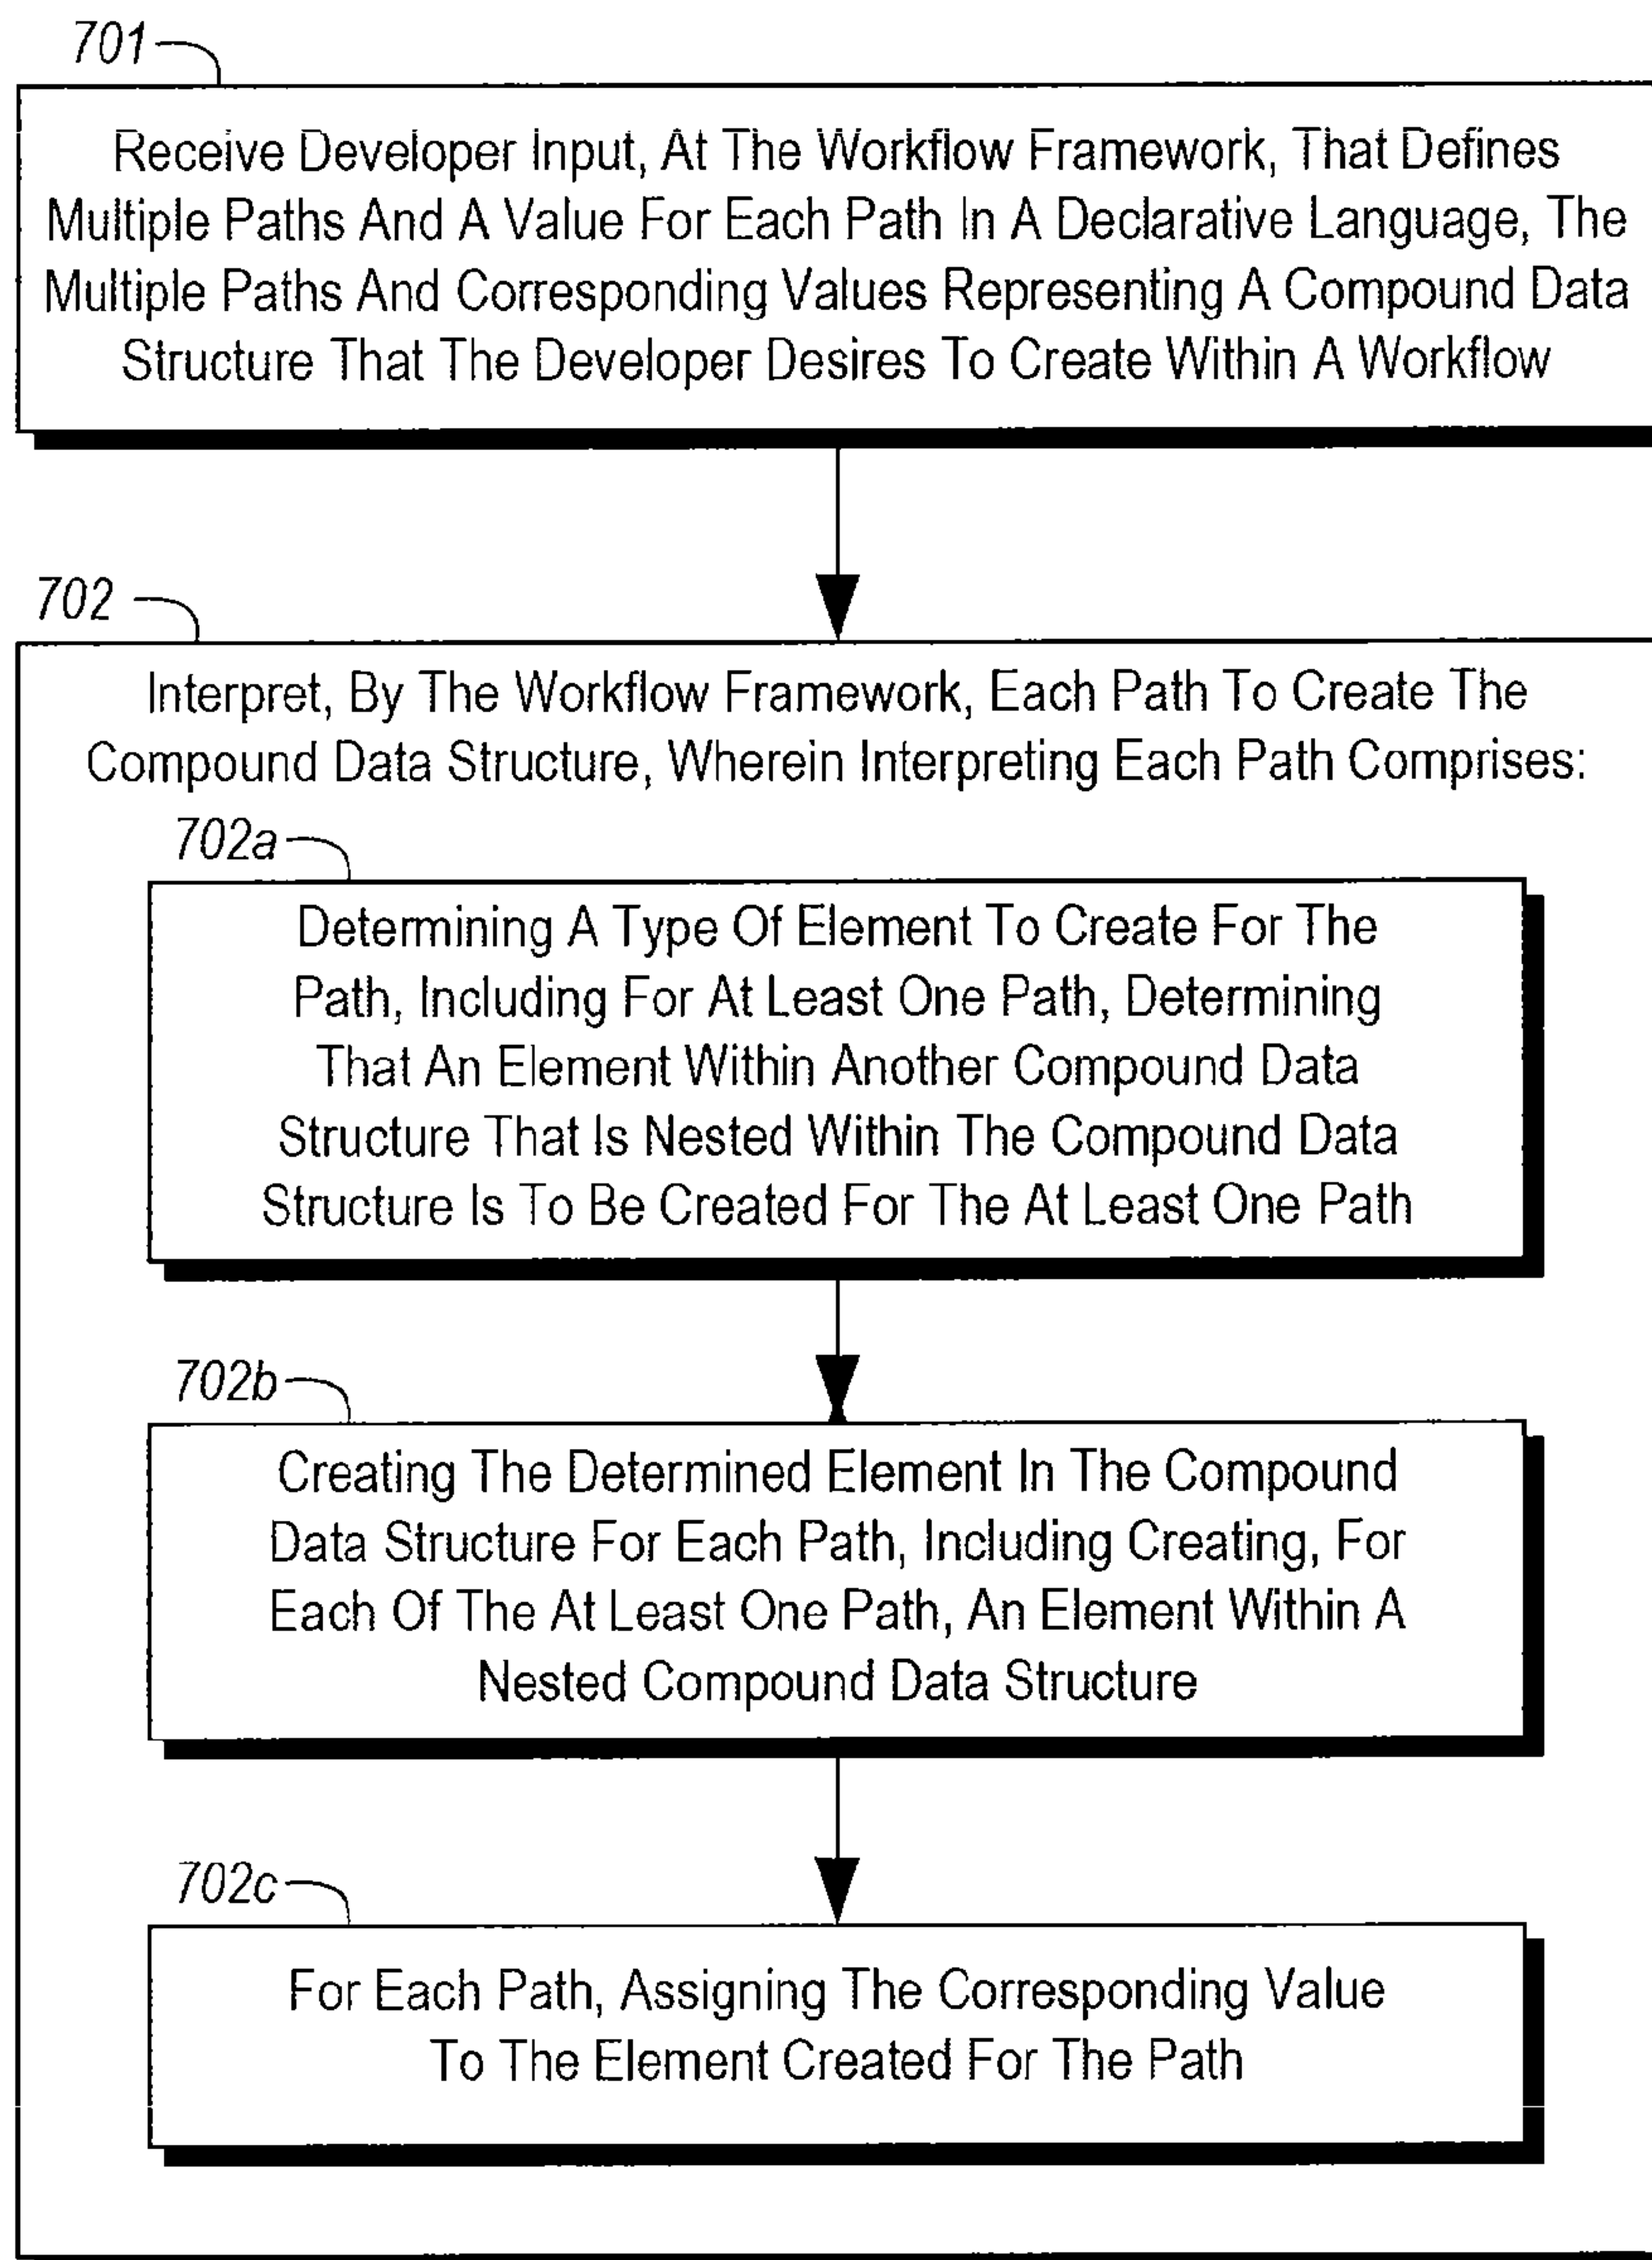 701
Receive Developer Input, At The Workflow Framework, That Defines
Multiple Paths And A Value For Each Path In A Declarative Language, The
Multiple Paths And Corresponding Values Representing A Compound Data
Structure That The Developer Desires To Create Within A Workflow
702
Interpret, By The Workflow Framework, Each Path To Create The
Compound Data Structure, Wherein Interpreting Each Path Comprises:
702a
Determining A Type Of Element To Create For The
Path, Including For At Least One Path, Determining
That An Element Within Another Compound Data
Structure That Is Nested Within The Compound Data
Structure Is To Be Created For The At Least One Path
702b
Creating The Determined Element In The Compound
Data Structure For Each Path, Including Creating, For
Each Of The At Least One Path, An Element Within A
Nested Compound Data Structure
702c
For Each Path, Assigning The Corresponding Value
To The Element Created For The Path